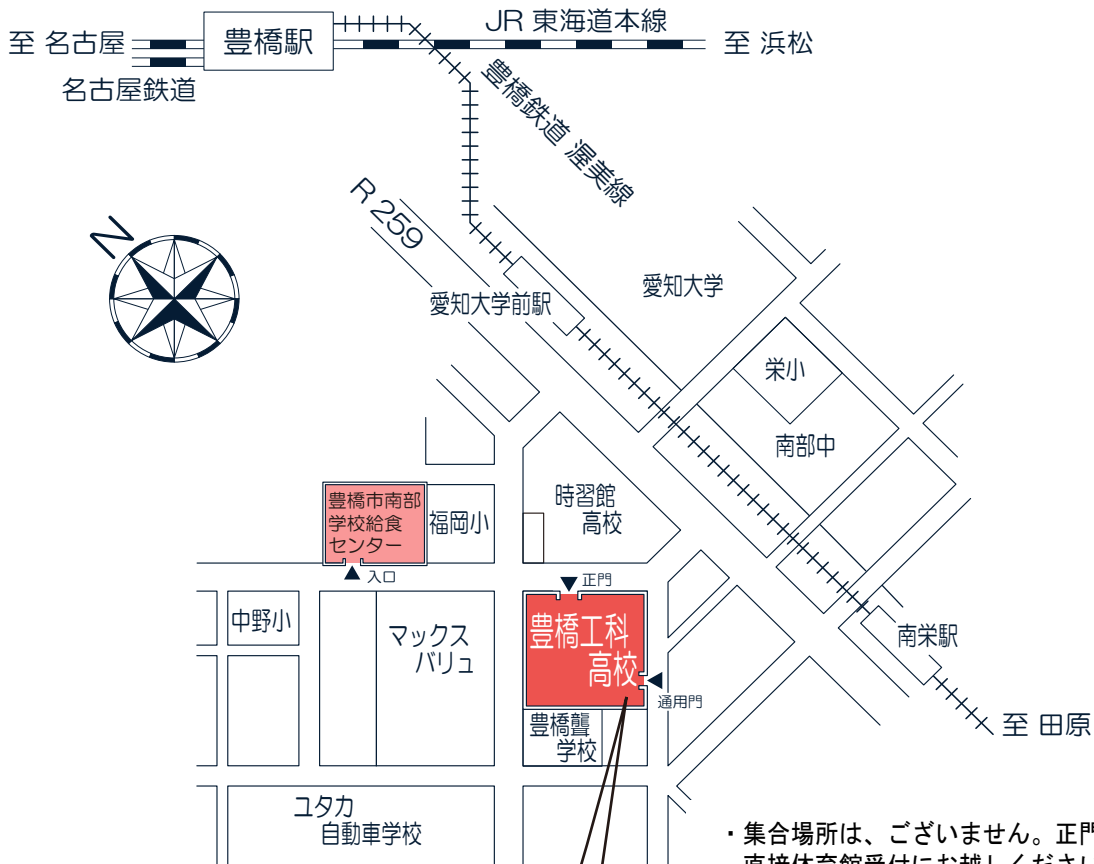 JR 東海道本線
至 名古屋
豊橋駅
至 浜松
名古屋鉄道
豊橋鉄道 渥美線
R 259
N
愛知大学
愛知大学前駅
栄小
南部中
豊橋市南部
学校給食
センター
福岡小
時習館
高校
入口
正門
中野小
マックス
バリュ
豊橋工科
高校
南栄駅
通用門
豊橋聾
学校
至 田原
ユタカ
自動車学校
・集合場所は、ございません。正門